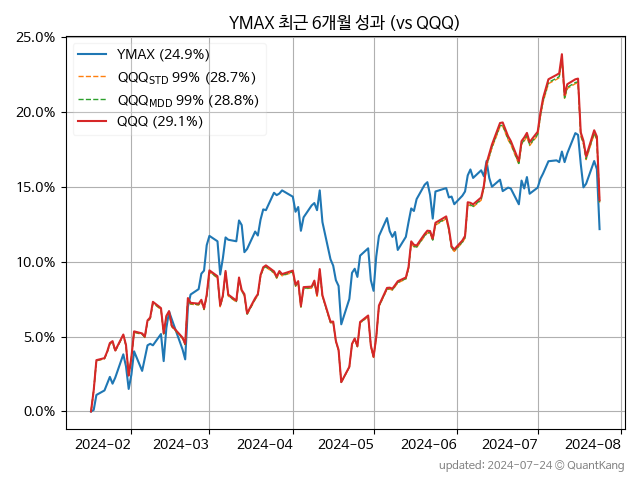 YMAX 최근 6개월 성과 (vs QQQ)
25.0%
20.0%
15.0%
10.0%
5.0%
0.0%
YMAX (24.9%)
QQQSTD 99% (28.7%)
QQQMDD 99% (28.8%)
QQQ (29.1%)
2024-02 2024-03 2024-04 2024-05 2024-06 2024-07 2024-08
updated: 2024-07-24 @ QuantKang